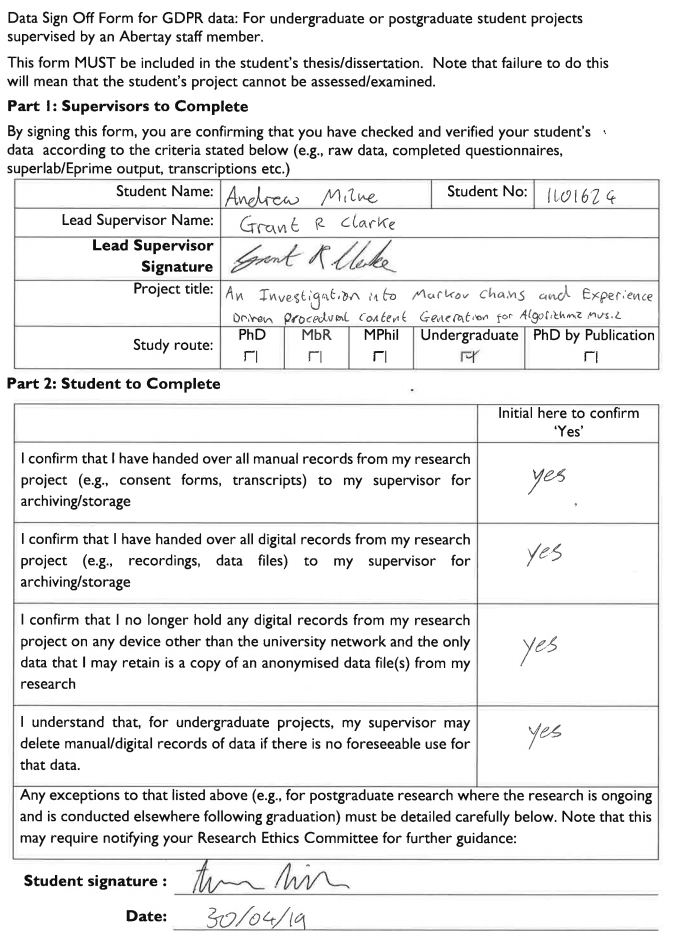 Data Sign Off Form for GDPR data: For undergraduate or postgraduate student projects
supervised by an Abertay staff member.
This form MUST be included in the student's thesis/dissertation. Note that failure to do this
will mean that the student's project cannot be assessed/examined.
Part 1: Supervisors to Complete
By signing this form, you are confirming that you have checked and verified your student's
data according to the criteria stated below (e.g., raw data, completed questionnaires,
superlab/Eprime output, transcriptions etc.)
Student Name: Andrew Milne Student No: 1101624
Lead Supervisor Name: Grant R Clarke
Lead Supervisor
Signature Grant R Clarke
Project title: An Investigation into Markov Chains and Experience
Driven Procedural Content Generation for Algorithmic Music
Study route: PhD MbR MPhil Undergraduate PhD by Publication
Part 2: Student to Complete
Initial here to confirm
'Yes'
I confirm that I have handed over all manual records from my research
project (e.g., consent forms, transcripts) to my supervisor for
archiving/storage
yes
I confirm that I have handed over all digital records from my research
project (e.g., recordings, data files) to my supervisor for
archiving/storage
yes
I confirm that I no longer hold any digital records from my research
project on any device other than the university network and the only
data that I may retain is a copy of an anonymised data file(s) from my
research
yes
I understand that, for undergraduate projects, my supervisor may
delete manual/digital records of data if there is no foreseeable use for
that data.
yes
Any exceptions to that listed above (e.g., for postgraduate research where the research is ongoing
and is conducted elsewhere following graduation) must be detailed carefully below. Note that this
may require notifying your Research Ethics Committee for further guidance:
Student signature :
Date: 30/04/19